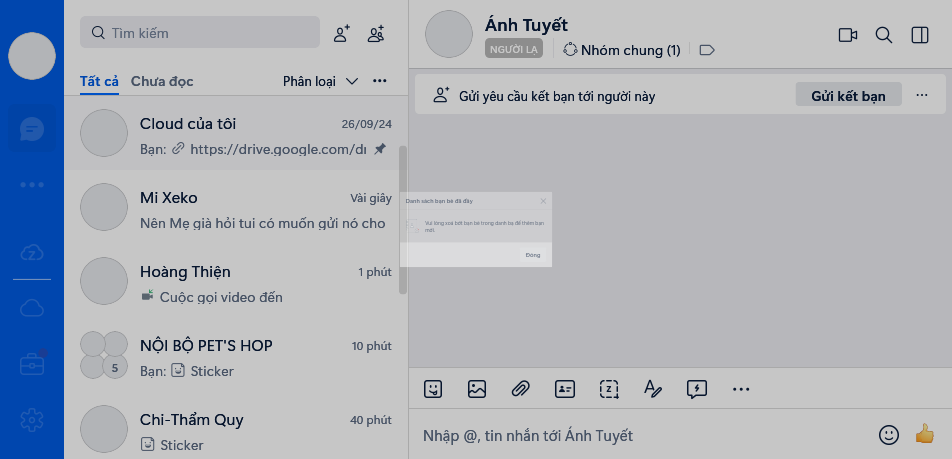 Tìm kiếm
Tất cả
Chưa đọc
Phân loại
Cloud của tôi
26/09/24
Bạn: https://drive.google.com/dr
Mi Xeko
Vài giây
Nên Mẹ già hỏi tui có muốn gửi nó cho
Hoàng Thiện
1 phút
Cuộc gọi video đến
NỘI BỘ PET'S HOP
10 phút
5
Bạn: Sticker
Chi-Thẩm Quy
40 phút
Sticker
Ánh Tuyết
NGƯỜI LẠ
Nhóm chung (1)
Gửi yêu cầu kết bạn tới người này
Gửi kết bạn
Danh sách bạn bè đã đầy
Vui lòng xoá bớt bạn bè trong danh bạ để thêm bạn
mới.
Đóng
Nhập @, tin nhắn tới Ánh Tuyết